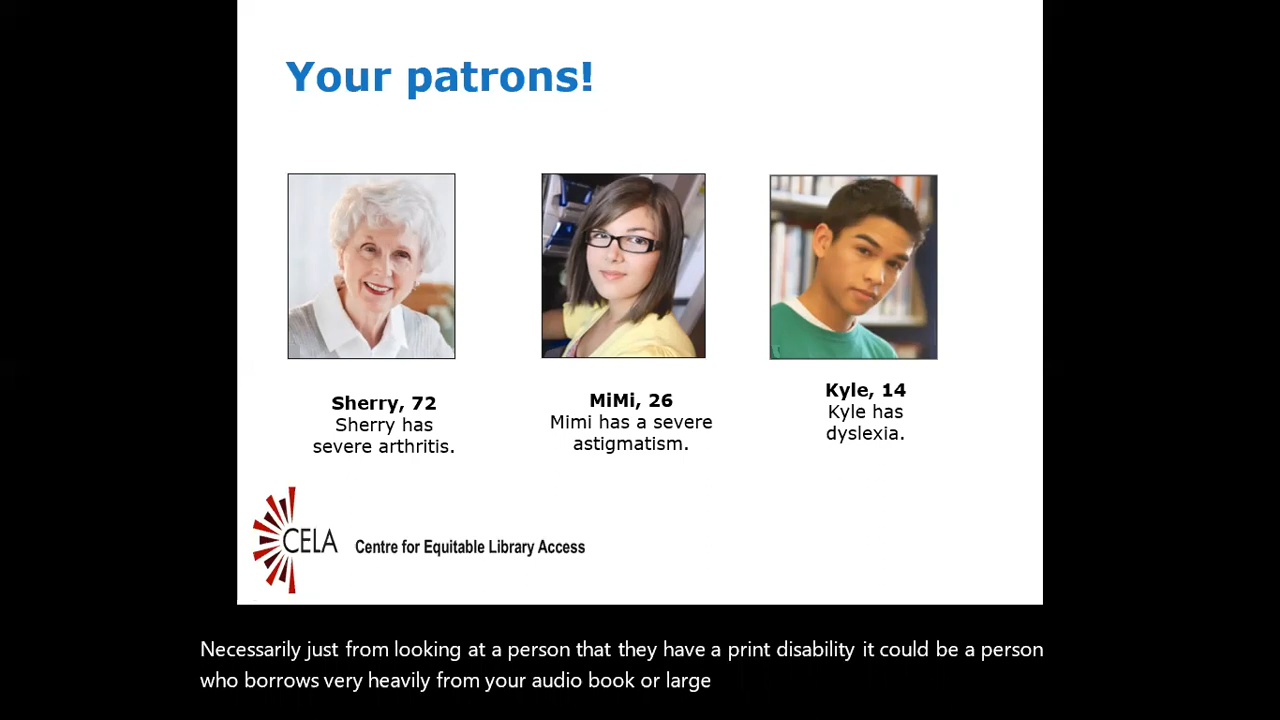 Your patrons!
Sherry, 72
Sherry has
severe arthritis.
MiMi, 26
Mimi has a severe
astigmatism.
Kyle, 14
Kyle has
dyslexia.
CELA
Centre for Equitable Library Access
Necessarily just from looking at a person that they have a print disability it could be a person
who borrows very heavily from your audio book or large